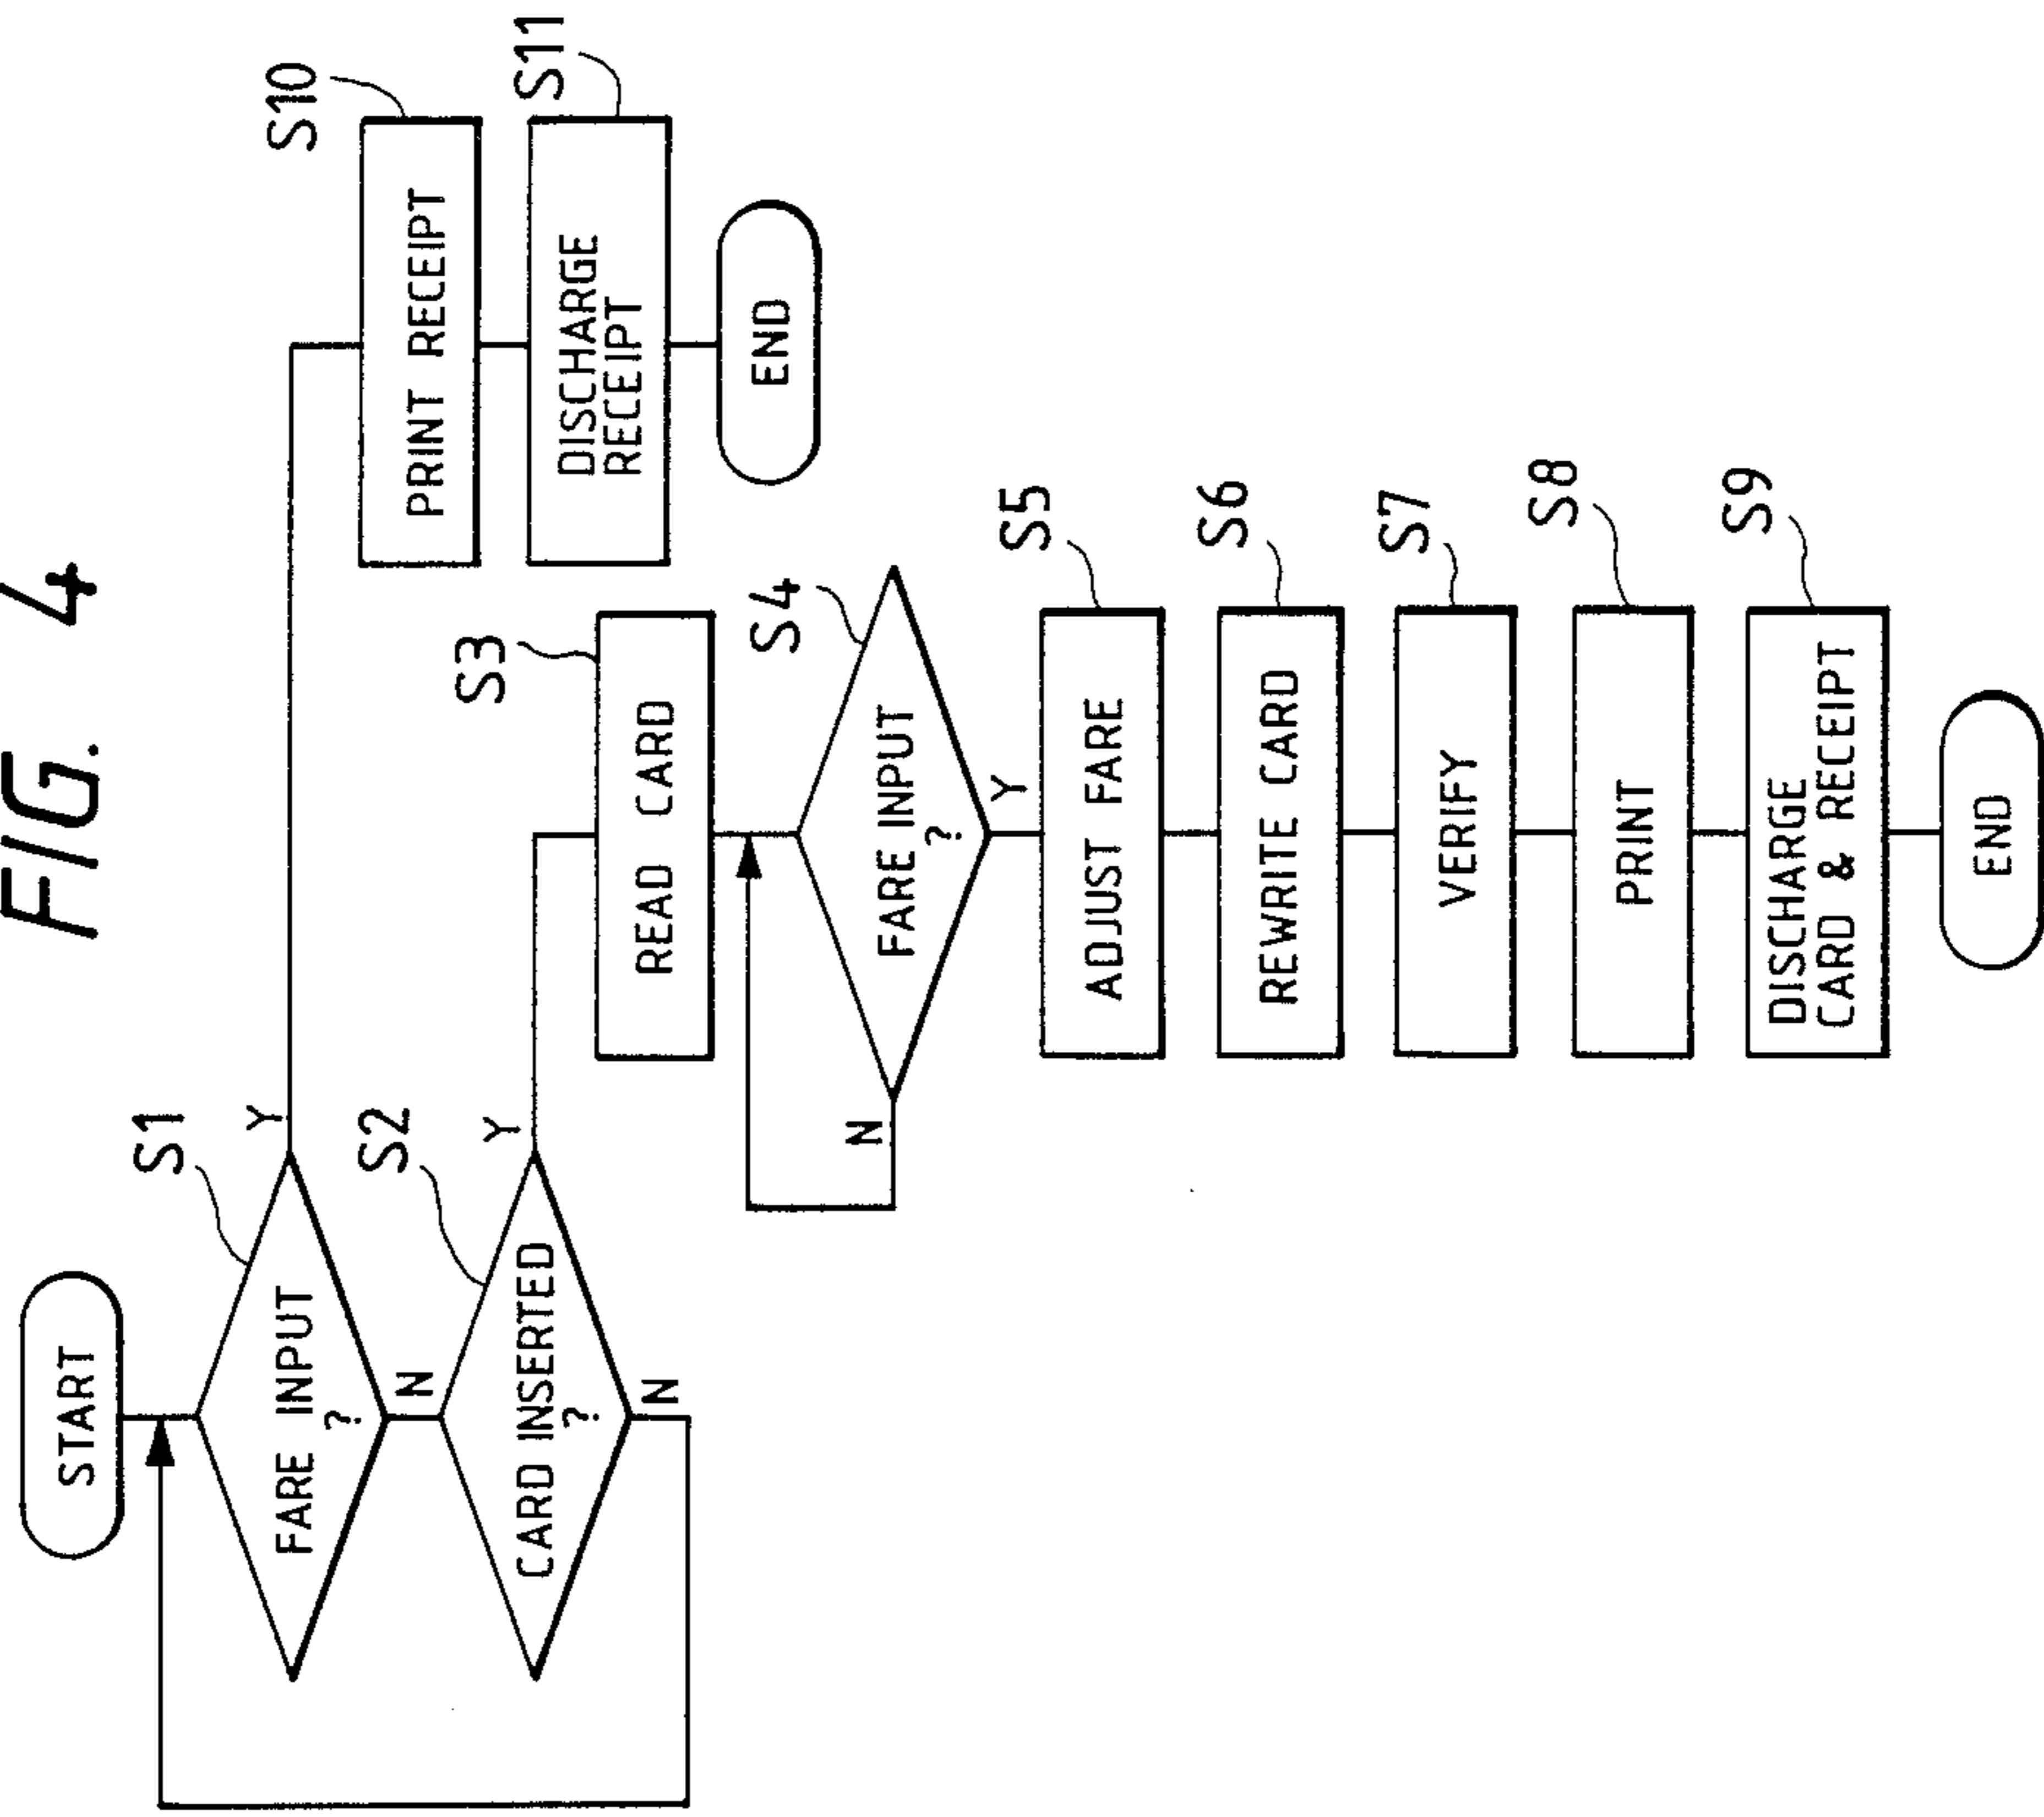 FIG. 4
START
S1
FARE INPUT
?
Y
N
S2
CARD INSERTED
?
Y
N
S3
READ CARD
S4
FARE INPUT
?
N
Y
S5
ADJUST FARE
S6
REWRITE CARD
S7
VERIFY
S8
PRINT
S9
DISCHARGE
CARD & RECEIPT
END
S10
PRINT RECEIPT
S11
DISCHARGE
RECEIPT
END